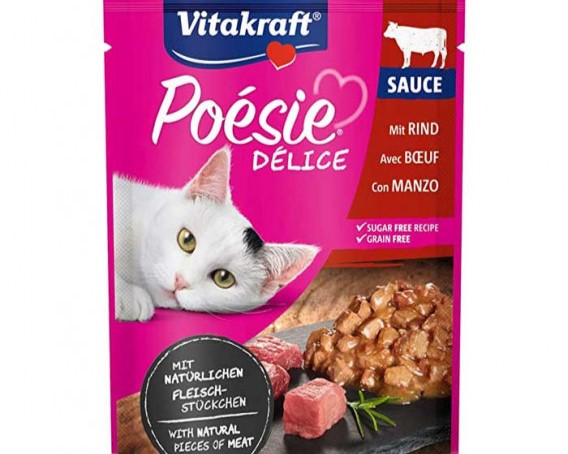 Vitakraft®
Poésie®
DÉLICE
SAUCE
Mit RIND
Avec BŒUF
Con MANZO
✓ SUGAR FREE RECIPE
✓ GRAIN FREE
MIT
NATÜRLICHEN
FLEISCH-
STÜCKCHEN
WITH NATURAL
PIECES OF MEAT